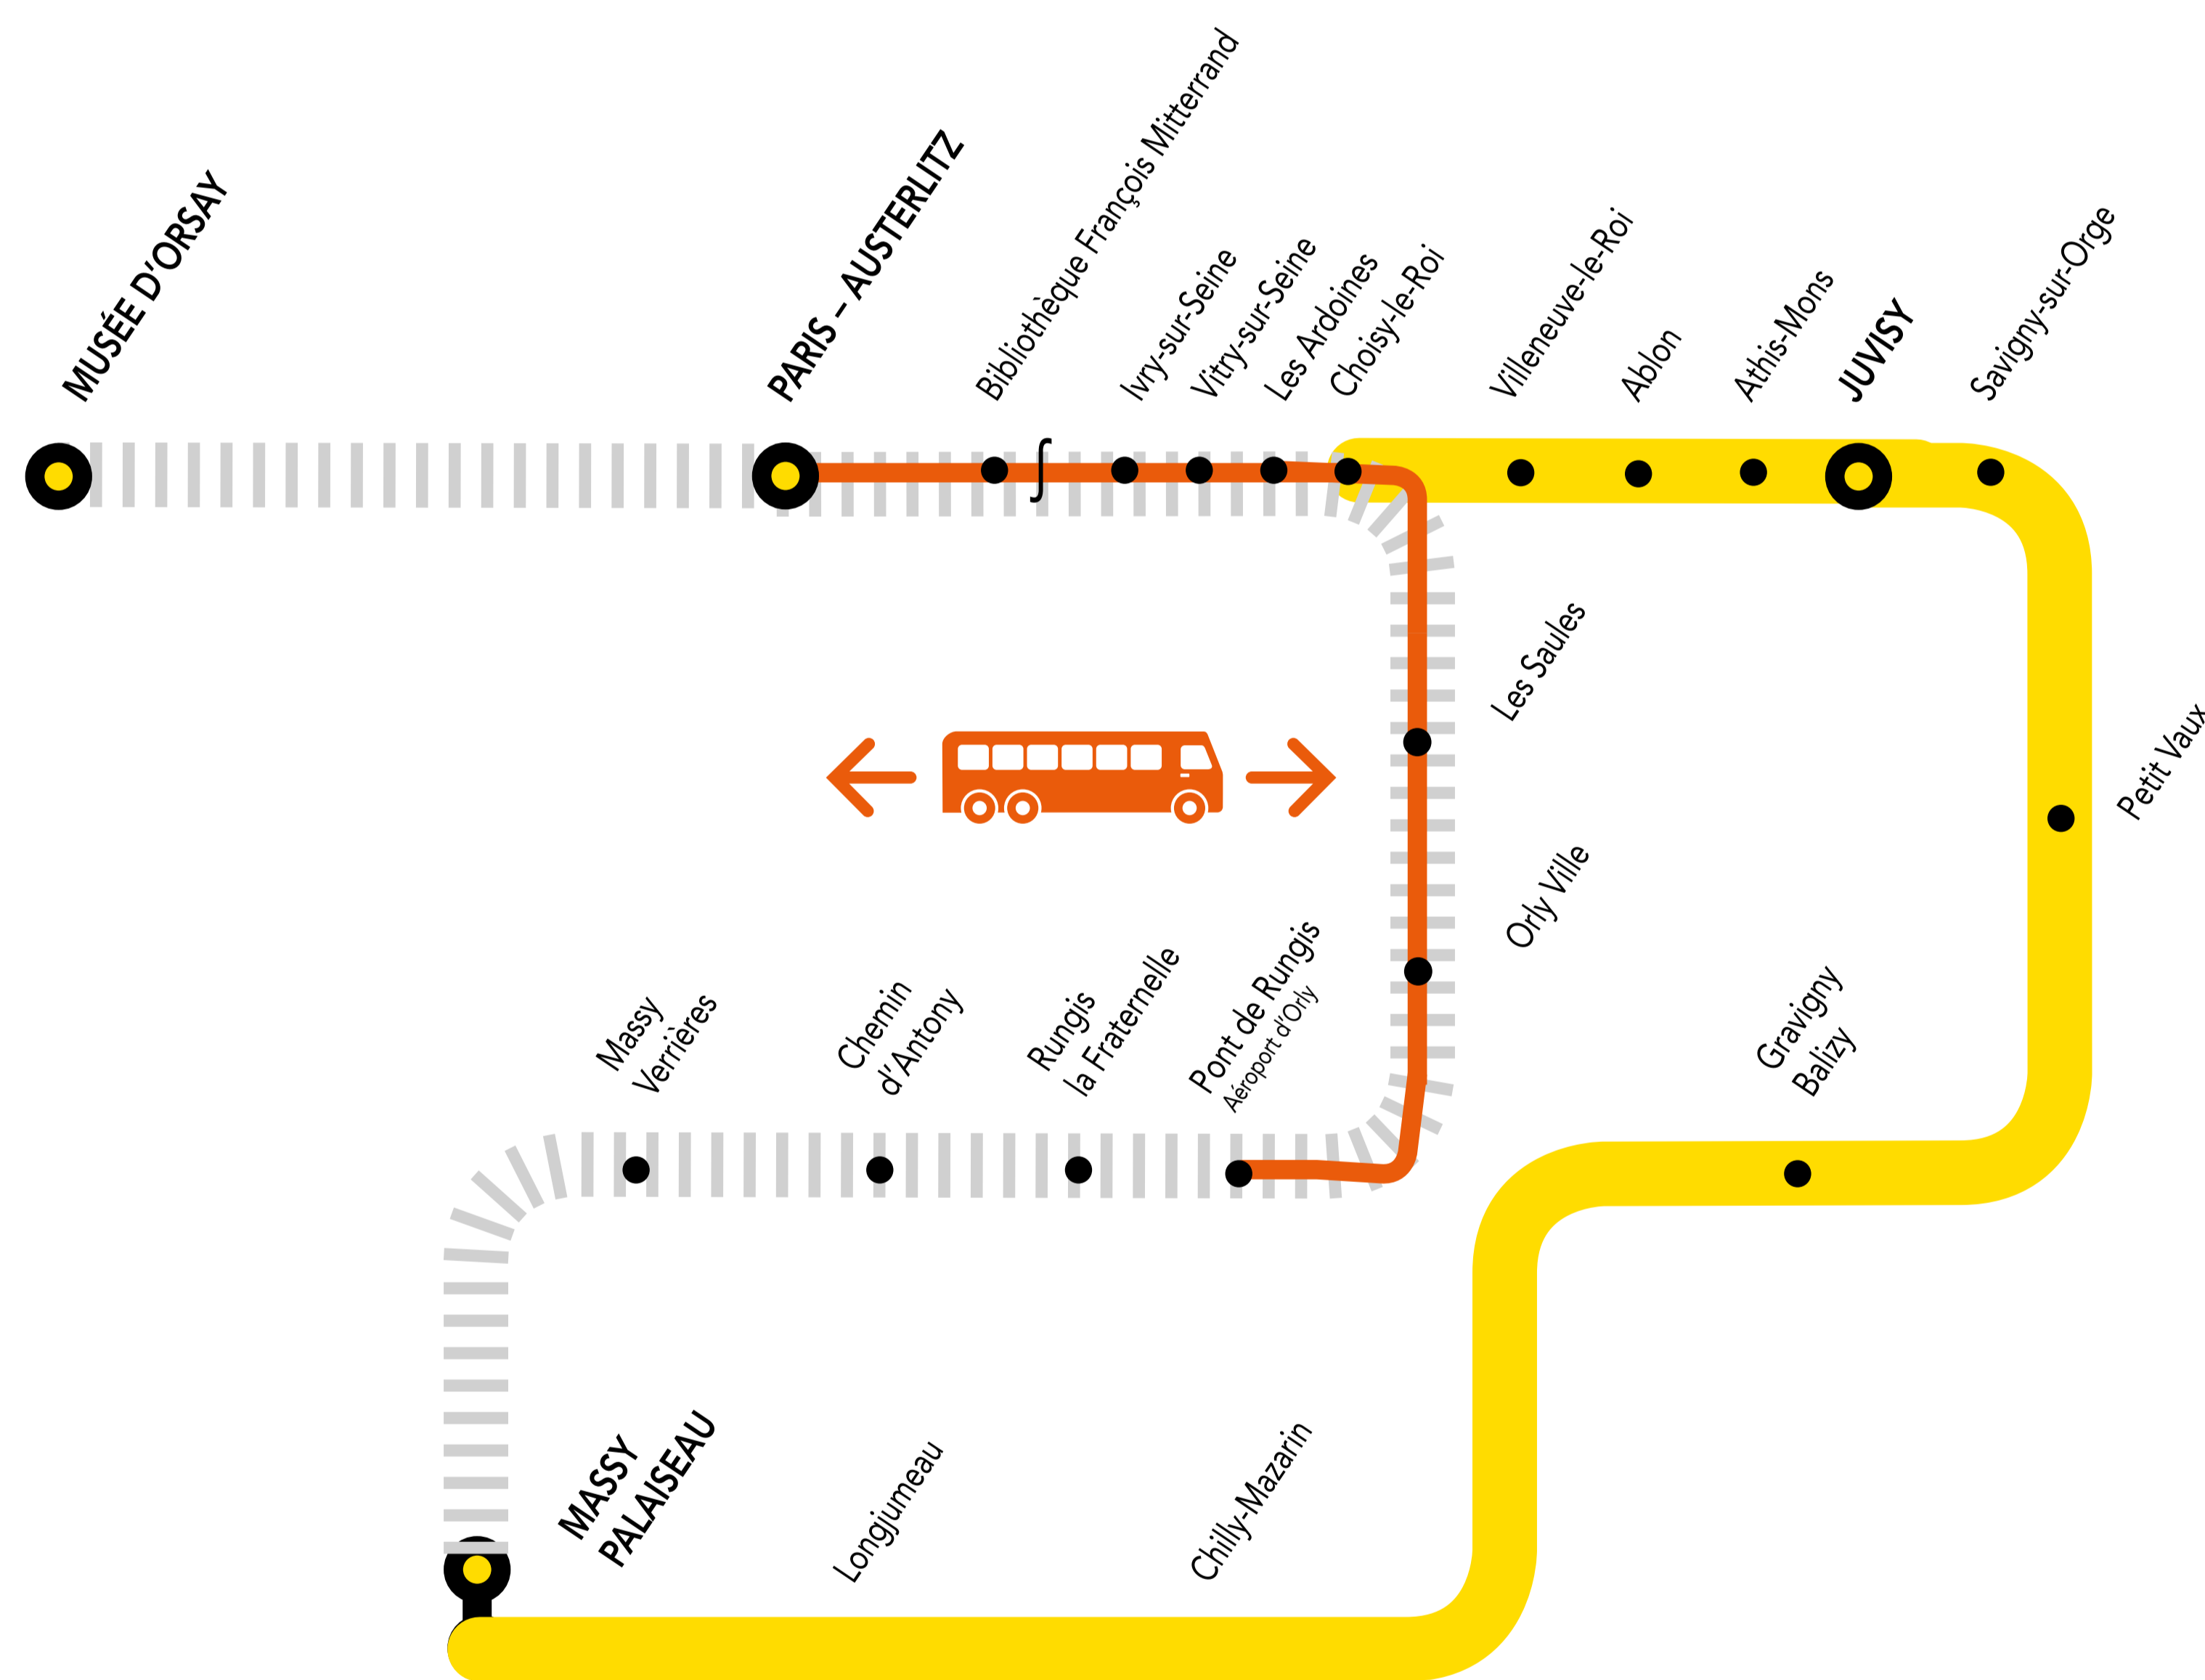 MUSÉE D'ORSAY
PARIS – AUSTERLITZ
Bibliothèque François Mitterrand
Ivry-sur-Seine
Vitry-sur-Seine
Les Ardoines
Choisy-le-Roi
Villeneuve-le-Roi
Ablon
Athis-Mons
JUVISY
Savigny-sur-Orge
Les Saules
Petit Vaux
Orly Ville
Massy
Verrières
Chemin
d'Antony
Rungis
la Fraternelle
Pont de Rungis
Aéroport d'Orly
Gravigny
Balizy
MASSY
PALAISEAU
Longjumeau
Chilly-Mazarin